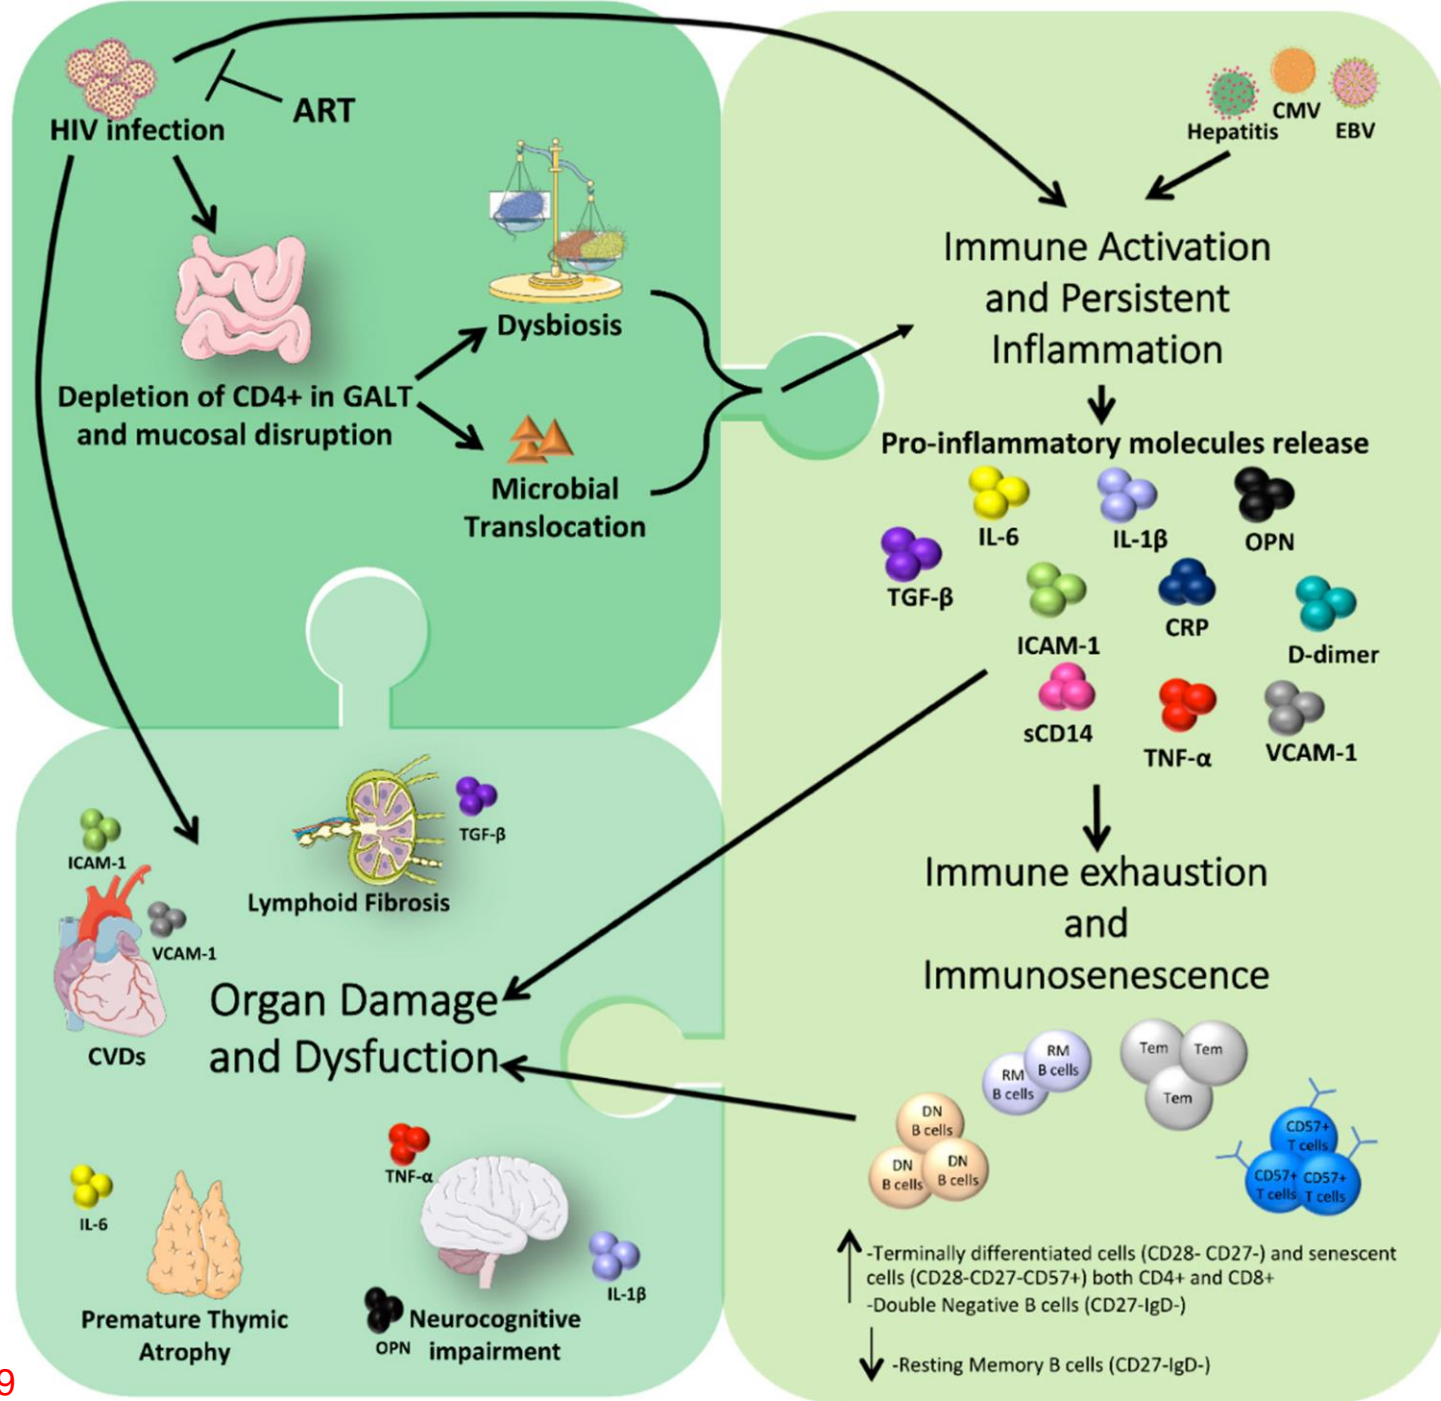 HIV infection
ART
Depletion of CD4+ in GALT
and mucosal disruption
Dysbiosis
Microbial
Translocation
Hepatitis
CMV
EBV
Immune Activation
and Persistent
Inflammation
Pro-inflammatory molecules release
IL-6
IL-1β
OPN
TGF-β
ICAM-1
CRP
D-dimer
sCD14
TNF-α
VCAM-1
Immune exhaustion
and
Immunosenescence
RM
B cells
RM
B cells
Tem
Tem
Tem
DN
B cells
DN
B cells
DN
B cells
CD57+
T cells
CD57+
T cells
CD57+
T cells
-Terminally differentiated cells (CD28- CD27-) and senescent
cells (CD28-CD27-CD57+) both CD4+ and CD8+
-Double Negative B cells (CD27-IgD-)
-Resting Memory B cells (CD27-IgD-)
ICAM-1
VCAM-1
CVDs
TGF-β
Lymphoid Fibrosis
Organ Damage
and Dysfuction
IL-6
Premature Thymic
Atrophy
TNF-α
IL-1β
OPN
Neurocognitive
impairment
9